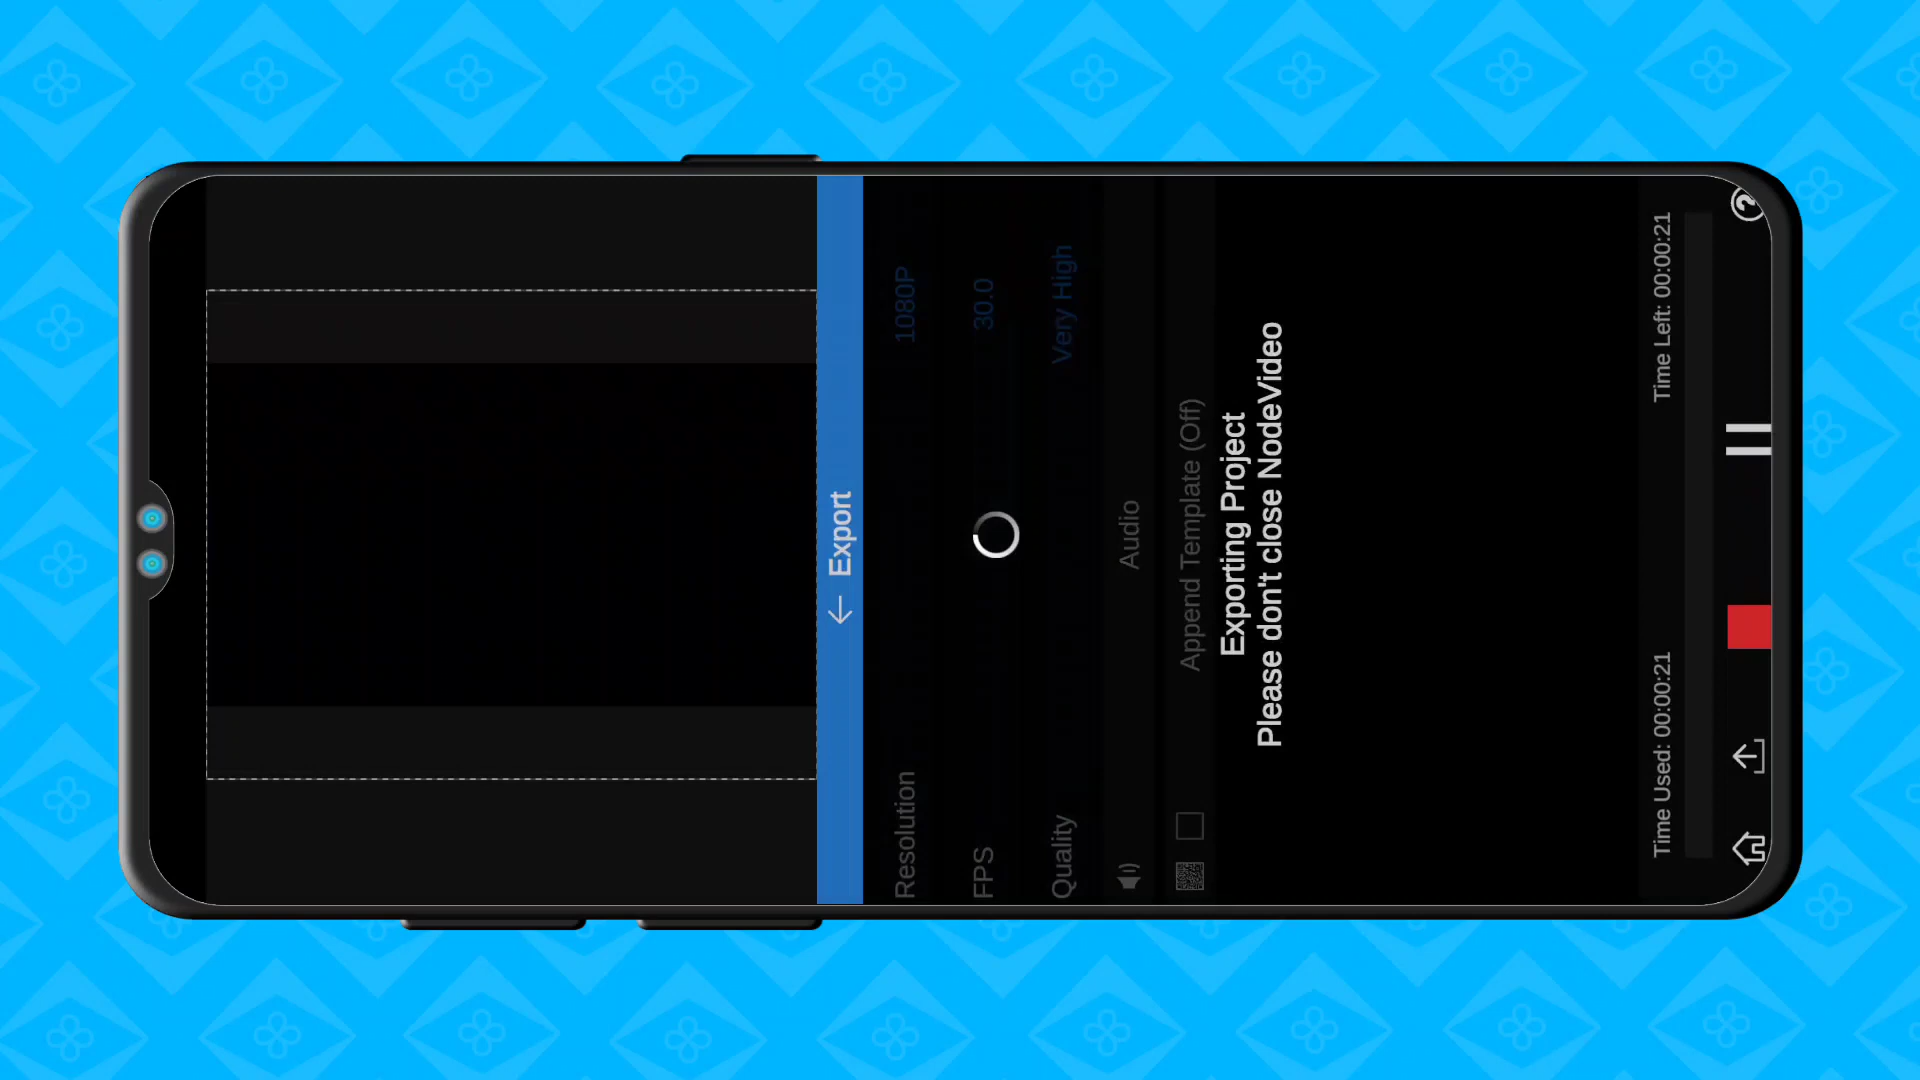 ← Export
Resolution 1080P
FPS 30.0
Quality Very High
Audio
Append Template (Off)
Exporting Project
Please don't close NodeVideo
Time Used: 00:00:21 Time Left: 00:00:21